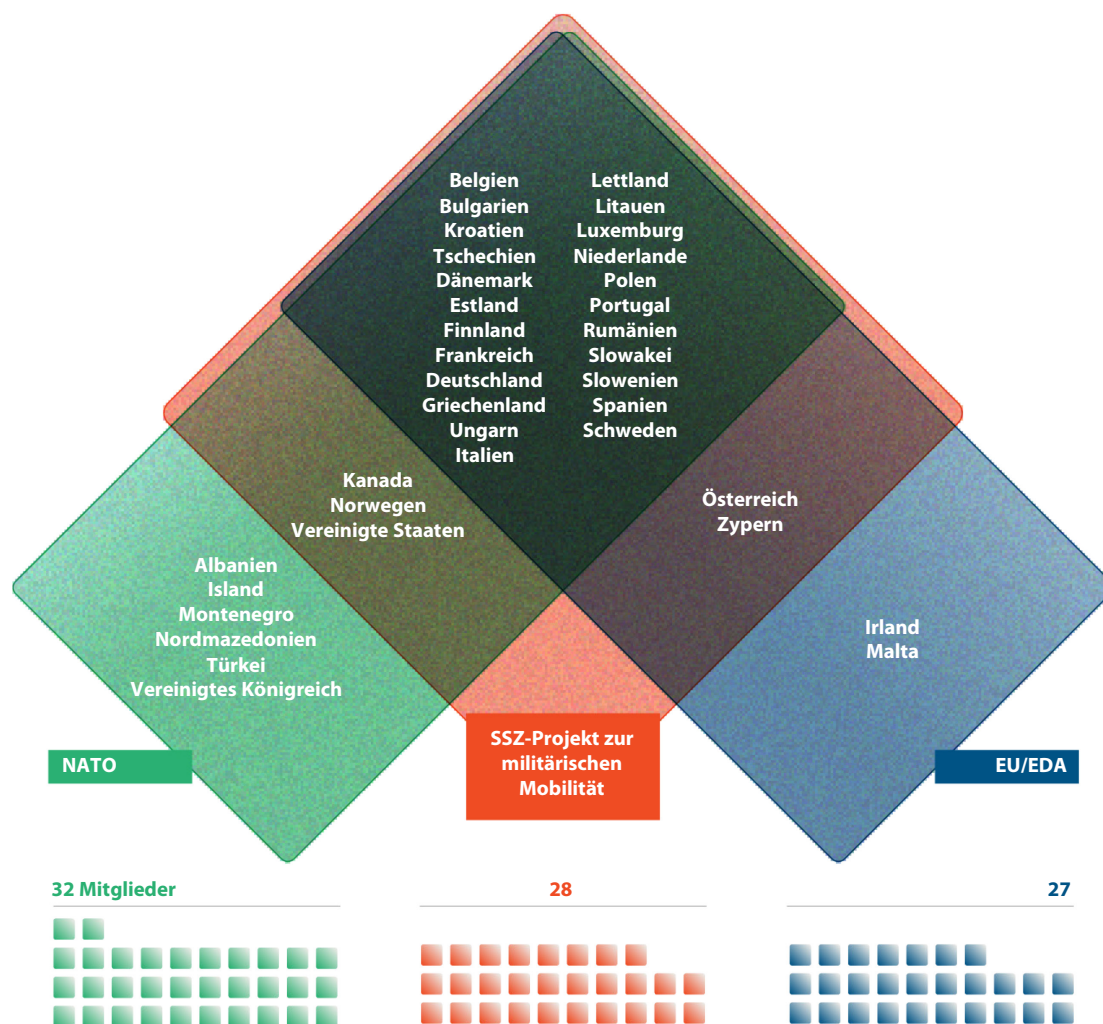 Belgien
Bulgarien
Kroatien
Tschechien
Dänemark
Estland
Finnland
Frankreich
Deutschland
Griechenland
Ungarn
Italien
Lettland
Litauen
Luxemburg
Niederlande
Polen
Portugal
Rumänien
Slowakei
Slowenien
Spanien
Schweden
Kanada
Norwegen
Vereinigte Staaten
Österreich
Zypern
Albanien
Island
Montenegro
Nordmazedonien
Türkei
Vereinigtes Königreich
Irland
Malta
NATO
SSZ-Projekt zur
militärischen
Mobilität
EU/EDA
32 Mitglieder
28
27